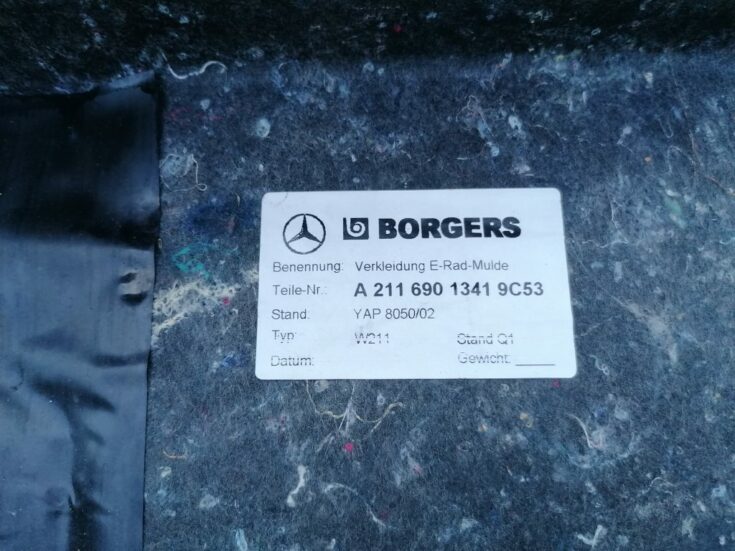 BORGERS
Benennung: Verkleidung E-Rad-Mulde
Teile-Nr.: A 211 690 1341 9C53
Stand: YAP 8050/02
Typ: W211 Stand Q1
Datum: Gewicht: ____